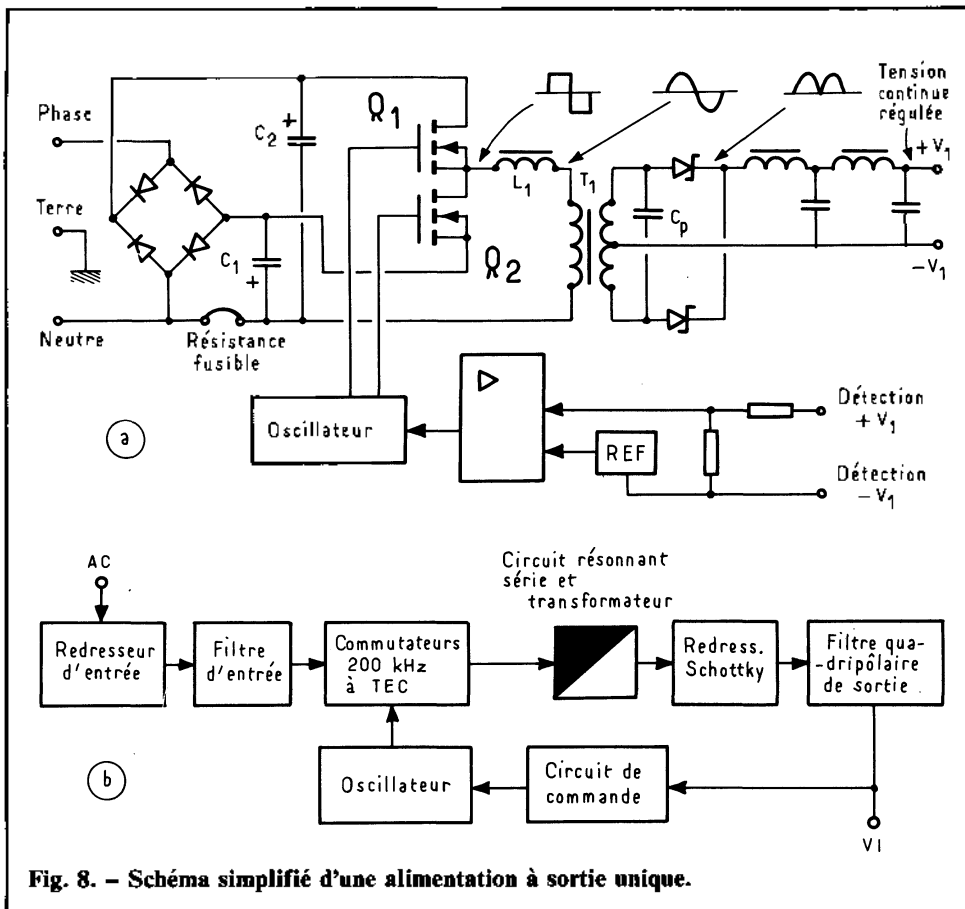 Phase
Terre
Neutre
C2
+
C1
+
Résistance
fusible
Q1
Q2
L1
T1
Cp
Tension
continue
régulée
+ V1
- V1
Oscillateur
REF
Détection
+ V1
Détection
- V1
a
AC
Redresseur
d'entrée
Filtre
d'entrée
Commutateurs
200 kHz
à TEC
Circuit résonnant
série et
transformateur
Redress.
Schottky
Filtre qua-
-dripôlaire
de sortie
Oscillateur
Circuit de
commande
V1
b
Fig. 8. – Schéma simplifié d'une alimentation à sortie unique.